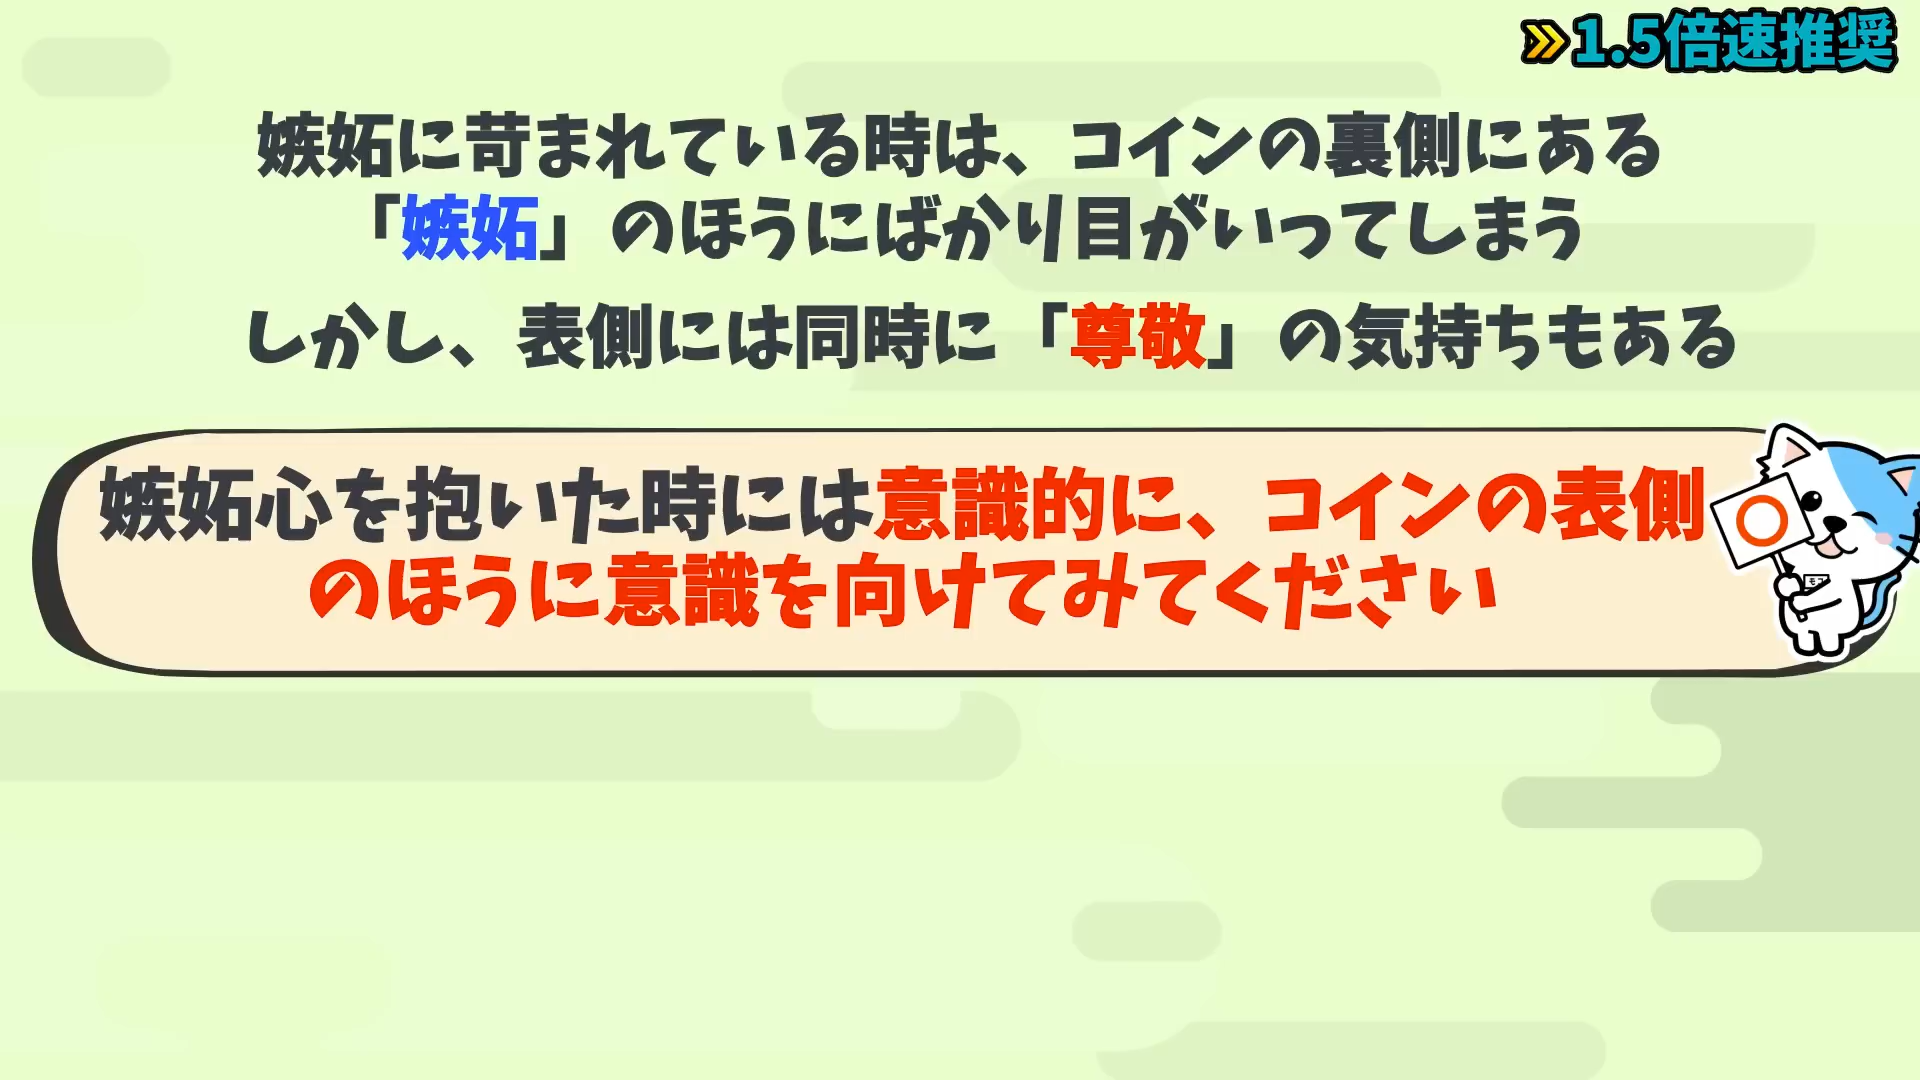 1.5倍速推奨
嫉妬に苛まれている時は、コインの裏側にある
「嫉妬」のほうにばかり目がいってしまう
しかし、表側には同時に「尊敬」の気持ちもある
嫉妬心を抱いた時には意識的に、コインの表側
のほうに意識を向けてみてください
モコ